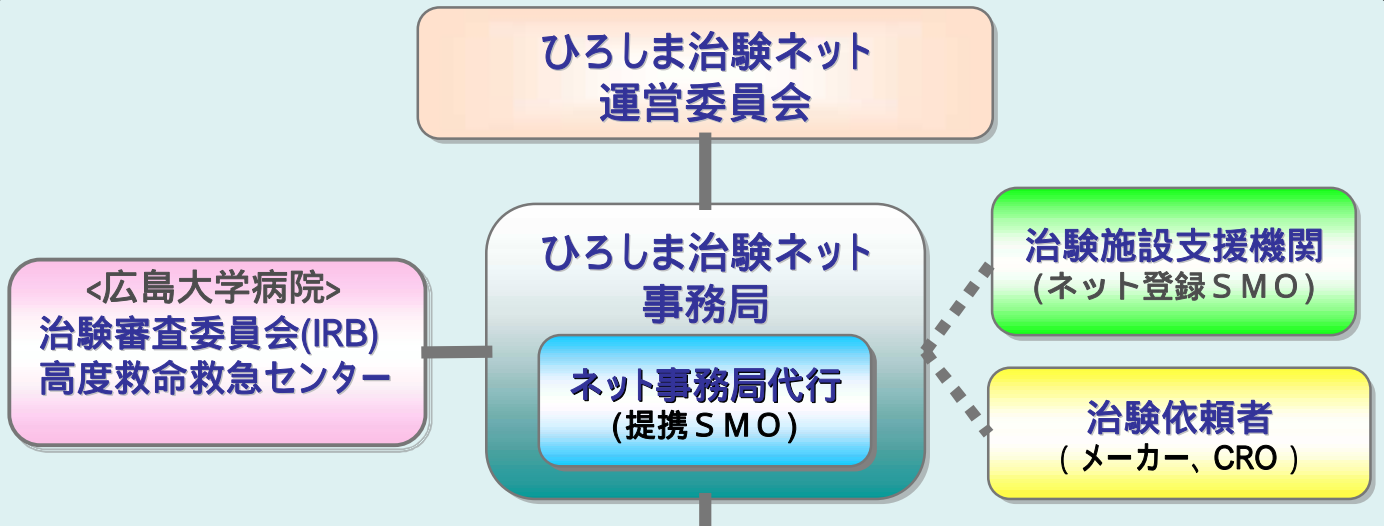 ひろしま治験ネット
運営委員会
ひろしま治験ネット
事務局
ネット事務局代行
(提携ＳＭＯ)
<広島大学病院>
治験審査委員会(IRB)
高度救命救急センター
治験施設支援機関
(ネット登録ＳＭＯ)
治験依頼者
( メーカー、CRO )